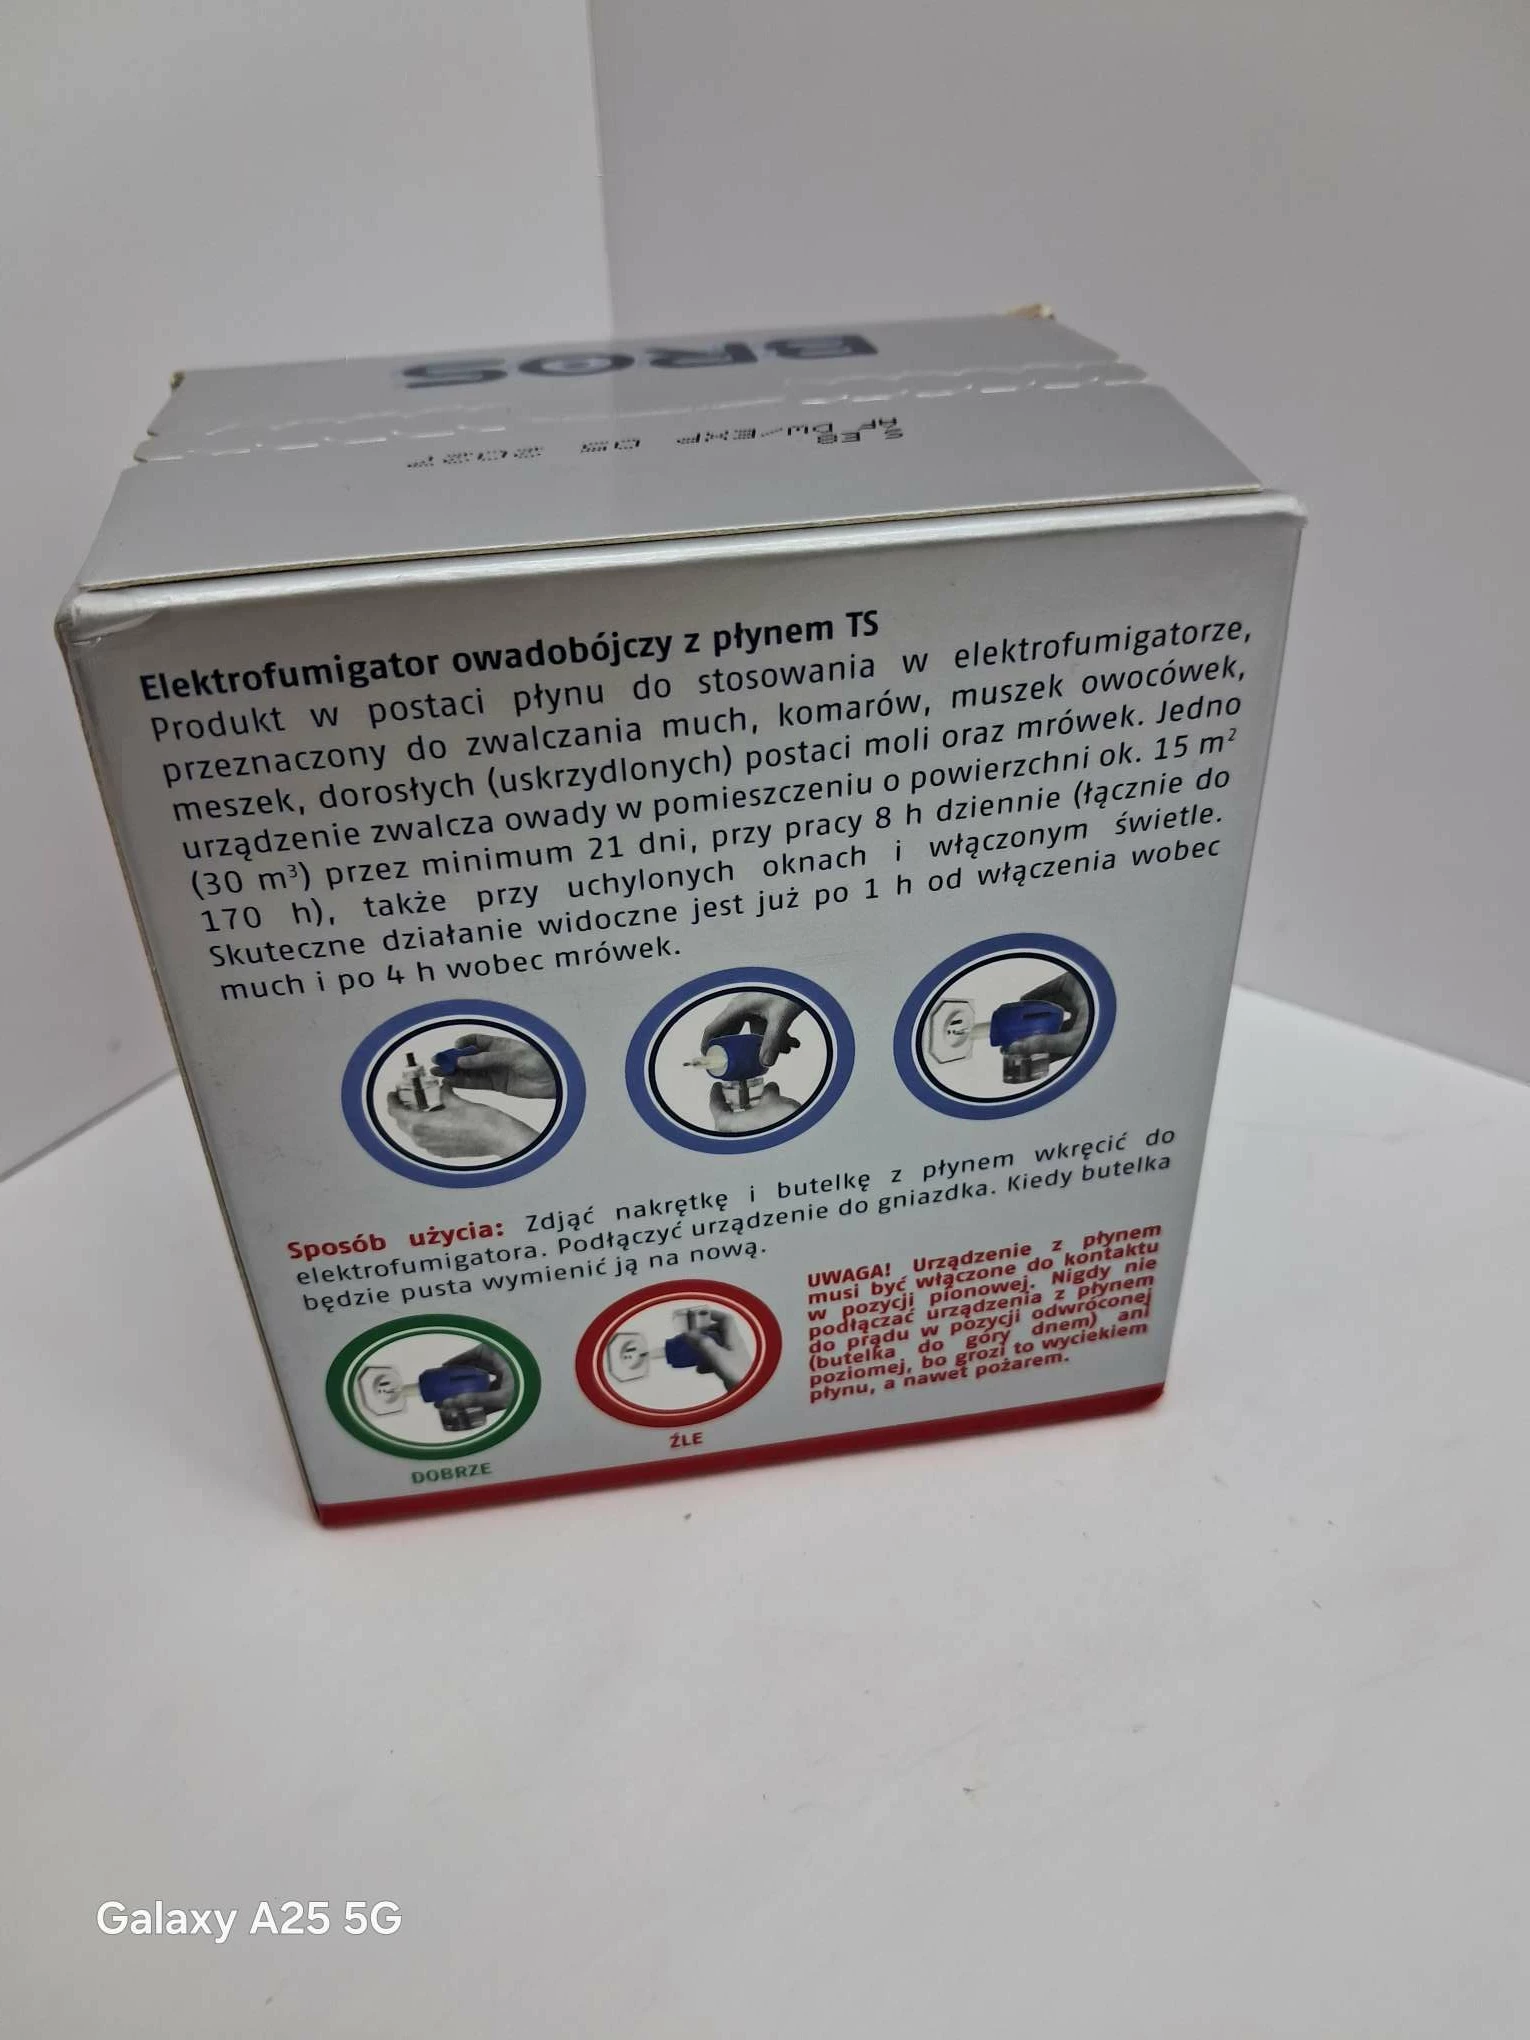 BROS
Elektrofumigator owadobójczy z płynem TS
Produkt w postaci płynu do stosowania w elektrofumigatorze,
przeznaczony do zwalczania much, komarów, muszek owocówek,
meszek, dorosłych (uskrzydlonych) postaci moli oraz mrówek. Jedno
urządzenie zwalcza owady w pomieszczeniu o powierzchni ok. 15 m²
(30 m³) przez minimum 21 dni, przy pracy 8 h dziennie (łącznie do
170 h), także przy uchylonych oknach i włączonym świetle.
Skuteczne działanie widoczne jest już po 1 h od włączenia wobec
much i po 4 h wobec mrówek.
Sposób użycia: Zdjąć nakrętkę i butelkę z płynem wkręcić do
elektrofumigatora. Podłączyć urządzenie do gniazdka. Kiedy butelka
będzie pusta wymienić ją na nową.
UWAGA! Urządzenie z płynem
musi być włączone do kontaktu
w pozycji pionowej. Nigdy nie
podłączać urządzenia z płynem
do prądu w pozycji odwróconej
(butelka do góry dnem) ani
poziomej, bo grozi to wyciekiem
płynu, a nawet pożarem.
DOBRZE
ŹLE
Galaxy A25 5G